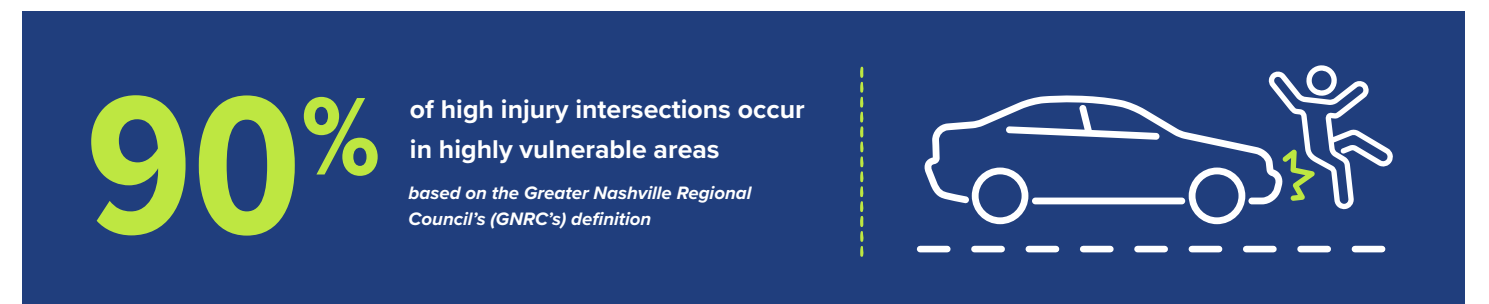 90%
of high injury intersections occur
in highly vulnerable areas
based on the Greater Nashville Regional
Council’s (GNRC’s) definition